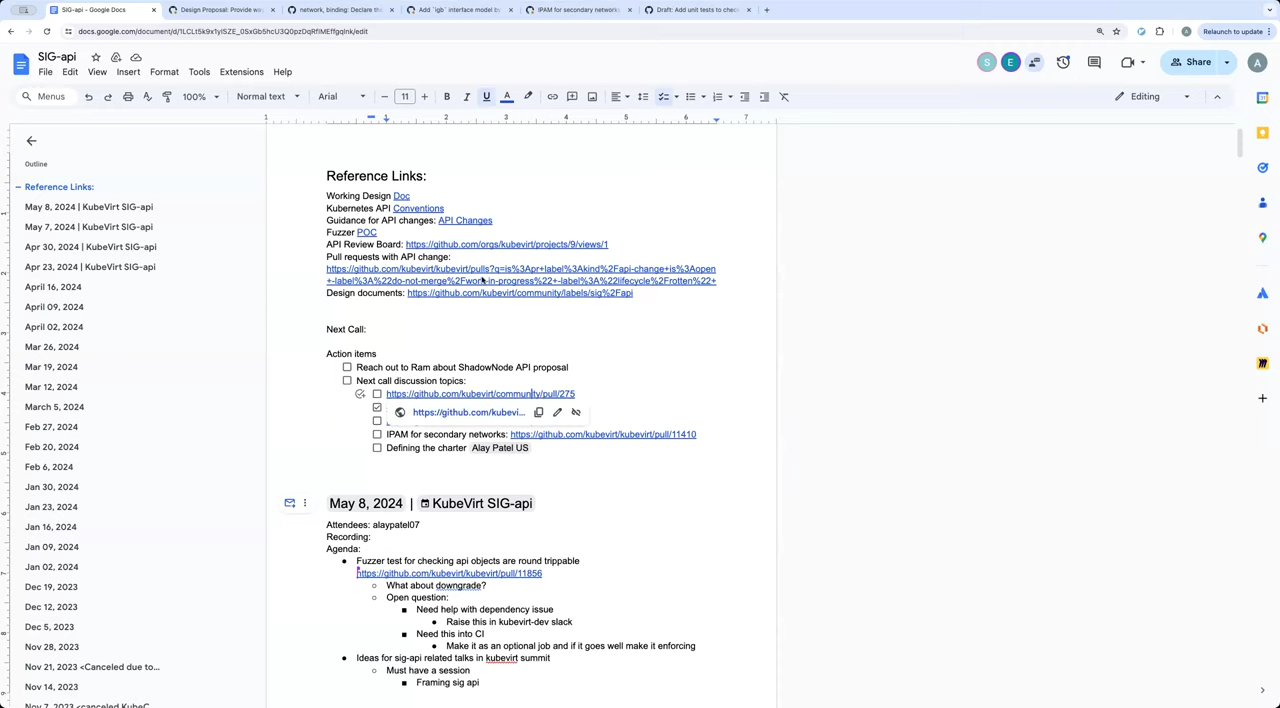 SIG-api - Google Docs
Design Proposal: Provide wa
network, binding: Declare th
Add `igb` interface model by
IPAM for secondary networks
Draft: Add unit tests to check
docs.google.com/document/d/1LCLt5k9x1yISZE_0SxGb5hcU3Q0pzDqRfIMEffgqInk/edit
Relaunch to update
SIG-api
File Edit View Insert Format Tools Extensions Help
S E Share A
Menus 100% Normal text Arial 11 B I U A Editing
1 1 2 3 4 5 6 7
Outline
Reference Links:
May 8, 2024 | KubeVirt SIG-api
May 7, 2024 | KubeVirt SIG-api
Apr 30, 2024 | KubeVirt SIG-api
Apr 23, 2024 | KubeVirt SIG-api
April 16, 2024
April 09, 2024
April 02, 2024
Mar 26, 2024
Mar 19, 2024
Mar 12, 2024
March 5, 2024
Feb 27, 2024
Feb 20, 2024
Feb 6, 2024
Jan 30, 2024
Jan 23, 2024
Jan 16, 2024
Jan 09, 2024
Jan 02, 2024
Dec 19, 2023
Dec 12, 2023
Dec 5, 2023
Nov 28, 2023
Nov 21, 2023 <Canceled due to...
Nov 14, 2023
Nov 7, 2023 <canceled KubeC...
Reference Links:
Working Design Doc
Kubernetes API Conventions
Guidance for API changes: API Changes
Fuzzer POC
API Review Board: https://github.com/orgs/kubevirt/projects/9/views/1
Pull requests with API change:
https://github.com/kubevirt/kubevirt/pulls?q=is%3Apr+label%3Akind%2Fapi-change+is%3Aopen
+-label%3A%22do-not-merge%2Fwork-in-progress%22+-label%3A%22lifecycle%2Frotten%22+
Design documents: https://github.com/kubevirt/community/labels/sig%2Fapi
Next Call:
Action items
Reach out to Ram about ShadowNode API proposal
Next call discussion topics:
https://github.com/kubevirt/community/pull/275
https://github.com/kubevi...
IPAM for secondary networks: https://github.com/kubevirt/kubevirt/pull/11410
Defining the charter Alay Patel US
May 8, 2024 | KubeVirt SIG-api
Attendees: alaypatel07
Recording:
Agenda:
● Fuzzer test for checking api objects are round trippable
https://github.com/kubevirt/kubevirt/pull/11856
○ What about downgrade?
○ Open question:
■ Need help with dependency issue
● Raise this in kubevirt-dev slack
■ Need this into CI
● Make it as an optional job and if it goes well make it enforcing
● Ideas for sig-api related talks in kubevirt summit
○ Must have a session
■ Framing sig api